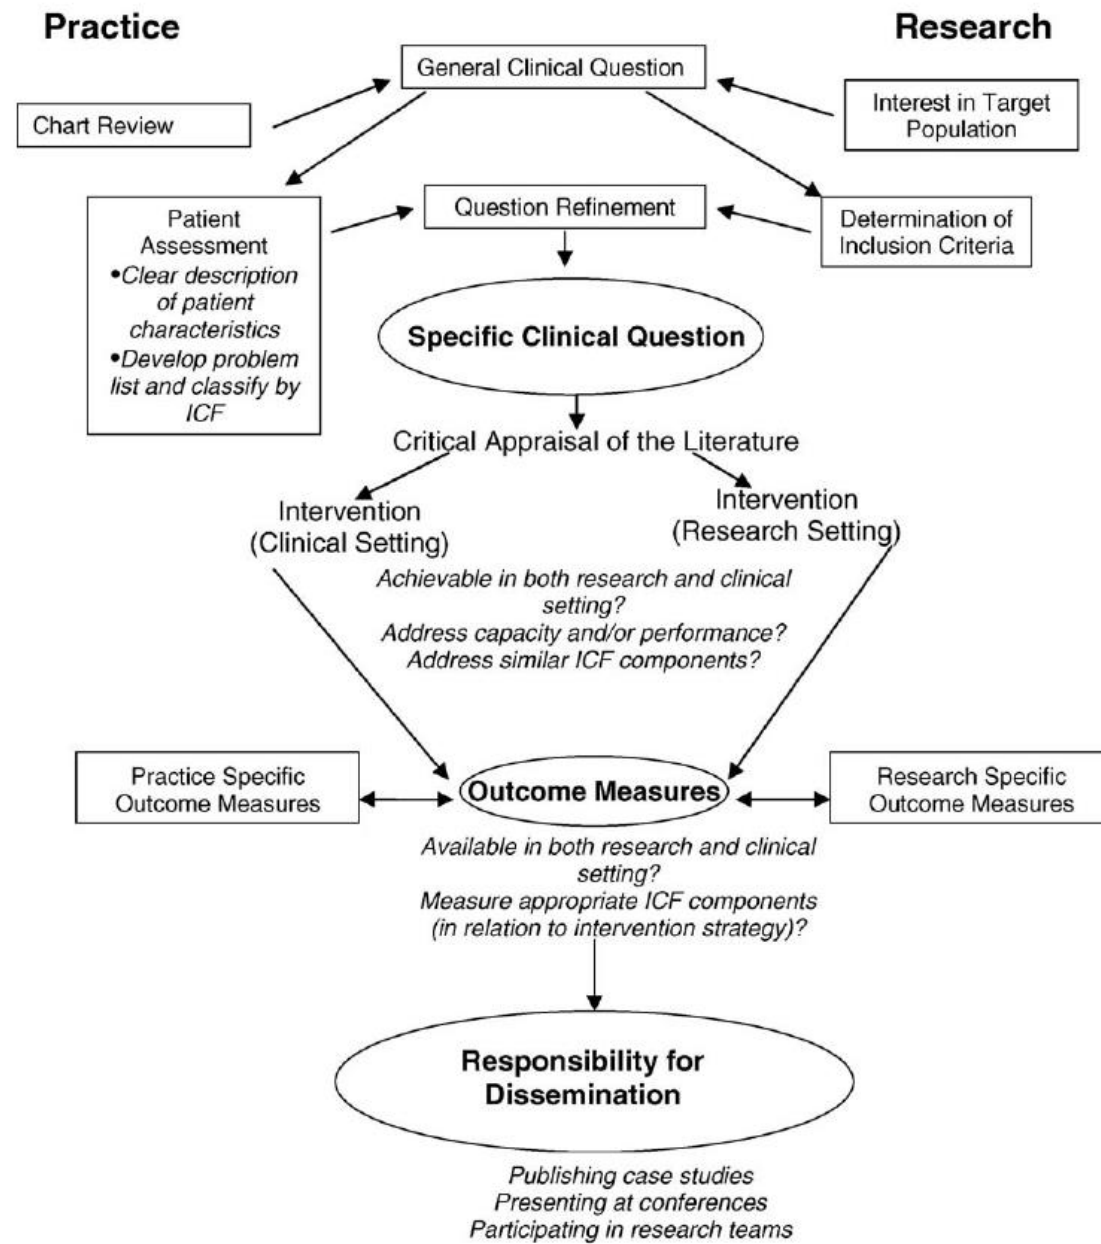 Practice
Research
General Clinical Question
Chart Review
Interest in Target
Population
Patient
Assessment
•Clear description
of patient
characteristics
•Develop problem
list and classify by
ICF
Question Refinement
Determination of
Inclusion Criteria
Specific Clinical Question
Critical Appraisal of the Literature
Intervention
(Clinical Setting)
Intervention
(Research Setting)
Achievable in both research and clinical
setting?
Address capacity and/or performance?
Address similar ICF components?
Practice Specific
Outcome Measures
Outcome Measures
Research Specific
Outcome Measures
Available in both research and clinical
setting?
Measure appropriate ICF components
(in relation to intervention strategy)?
Responsibility for
Dissemination
Publishing case studies
Presenting at conferences
Participating in research teams